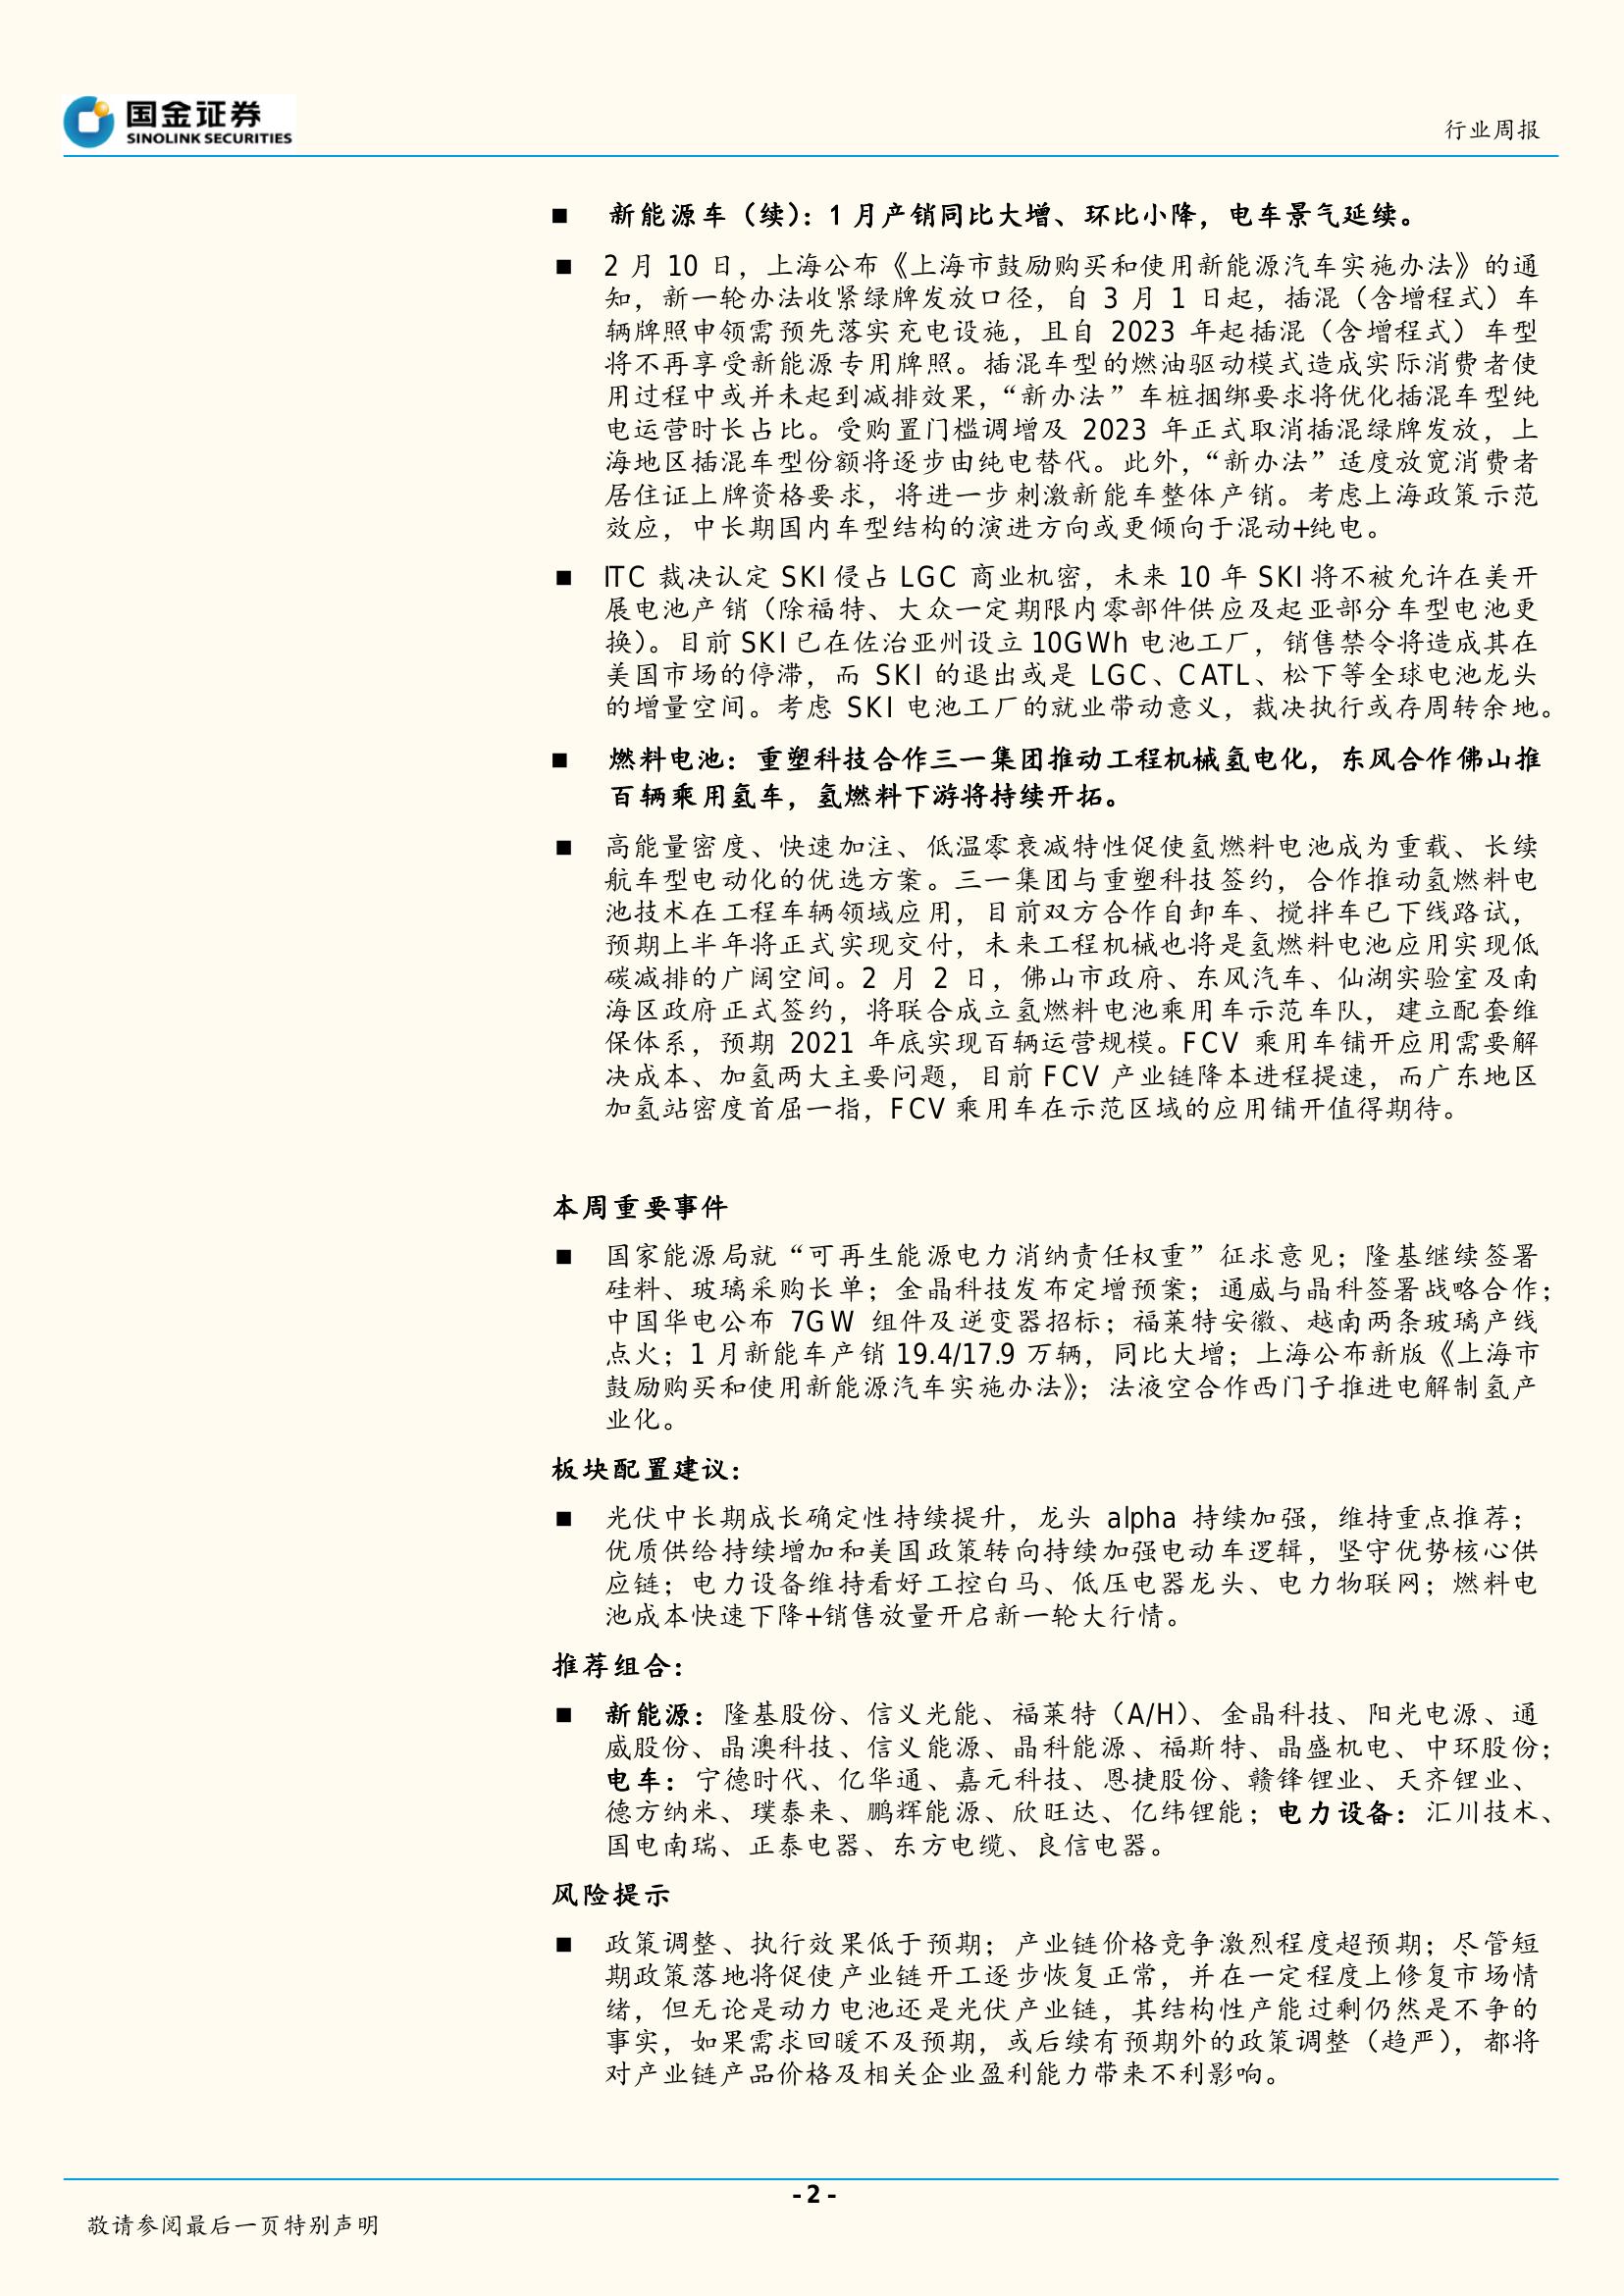 国金证券
SINOLINK SECURITIES
行业周报
■ 新能源车（续）：1 月产销同比大增、环比小降，电车景气延续。
■ 2 月 10 日，上海公布《上海市鼓励购买和使用新能源汽车实施办法》的通
知，新一轮办法收紧绿牌发放口径，自 3 月 1 日起，插混（含增程式）车
辆牌照申领需预先落实充电设施，且自 2023 年起插混（含增程式）车型
将不再享受新能源专用牌照。插混车型的燃油驱动模式造成实际消费者使
用过程中或并未起到减排效果，“新办法”车桩捆绑要求将优化插混车型纯
电运营时长占比。受购置门槛调增及 2023 年正式取消插混绿牌发放，上
海地区插混车型份额将逐步由纯电替代。此外，“新办法”适度放宽消费者
居住证上牌资格要求，将进一步刺激新能车整体产销。考虑上海政策示范
效应，中长期国内车型结构的演进方向或更倾向于混动+纯电。
■ ITC 裁决认定 SKI 侵占 LGC 商业机密，未来 10 年 SKI 将不被允许在美开
展电池产销（除福特、大众一定期限内零部件供应及起亚部分车型电池更
换）。目前 SKI 已在佐治亚州设立 10GWh 电池工厂，销售禁令将造成其在
美国市场的停滞，而 SKI 的退出或是 LGC、CATL、松下等全球电池龙头
的增量空间。考虑 SKI 电池工厂的就业带动意义，裁决执行或存周转余地。
■ 燃料电池：重塑科技合作三一集团推动工程机械氢电化，东风合作佛山推
百辆乘用氢车，氢燃料下游将持续开拓。
■ 高能量密度、快速加注、低温零衰减特性促使氢燃料电池成为重载、长续
航车型电动化的优选方案。三一集团与重塑科技签约，合作推动氢燃料电
池技术在工程车辆领域应用，目前双方合作自卸车、搅拌车已下线路试，
预期上半年将正式实现交付，未来工程机械也将是氢燃料电池应用实现低
碳减排的广阔空间。2 月 2 日，佛山市政府、东风汽车、仙湖实验室及南
海区政府正式签约，将联合成立氢燃料电池乘用车示范车队，建立配套维
保体系，预期 2021 年底实现百辆运营规模。FCV 乘用车铺开应用需要解
决成本、加氢两大主要问题，目前 FCV 产业链降本进程提速，而广东地区
加氢站密度首屈一指，FCV 乘用车在示范区域的应用铺开值得期待。
本周重要事件
■ 国家能源局就“可再生能源电力消纳责任权重”征求意见；隆基继续签署
硅料、玻璃采购长单；金晶科技发布定增预案；通威与晶科签署战略合作；
中国华电公布 7GW 组件及逆变器招标；福莱特安徽、越南两条玻璃产线
点火；1 月新能车产销 19.4/17.9 万辆，同比大增；上海公布新版《上海市
鼓励购买和使用新能源汽车实施办法》；法液空合作西门子推进电解制氢产
业化。
板块配置建议：
■ 光伏中长期成长确定性持续提升，龙头 alpha 持续加强，维持重点推荐；
优质供给持续增加和美国政策转向持续加强电动车逻辑，坚守优势核心供
应链；电力设备维持看好工控白马、低压电器龙头、电力物联网；燃料电
池成本快速下降+销售放量开启新一轮大行情。
推荐组合：
■ 新能源：隆基股份、信义光能、福莱特（A/H）、金晶科技、阳光电源、通
威股份、晶澳科技、信义能源、晶科能源、福斯特、晶盛机电、中环股份；
电车：宁德时代、亿华通、嘉元科技、恩捷股份、赣锋锂业、天齐锂业、
德方纳米、璞泰来、鹏辉能源、欣旺达、亿纬锂能；电力设备：汇川技术、
国电南瑞、正泰电器、东方电缆、良信电器。
风险提示
■ 政策调整、执行效果低于预期；产业链价格竞争激烈程度超预期；尽管短
期政策落地将促使产业链开工逐步恢复正常，并在一定程度上修复市场情
绪，但无论是动力电池还是光伏产业链，其结构性产能过剩仍然是不争的
事实，如果需求回暖不及预期，或后续有预期外的政策调整（趋严），都将
对产业链产品价格及相关企业盈利能力带来不利影响。
- 2 -
敬请参阅最后一页特别声明